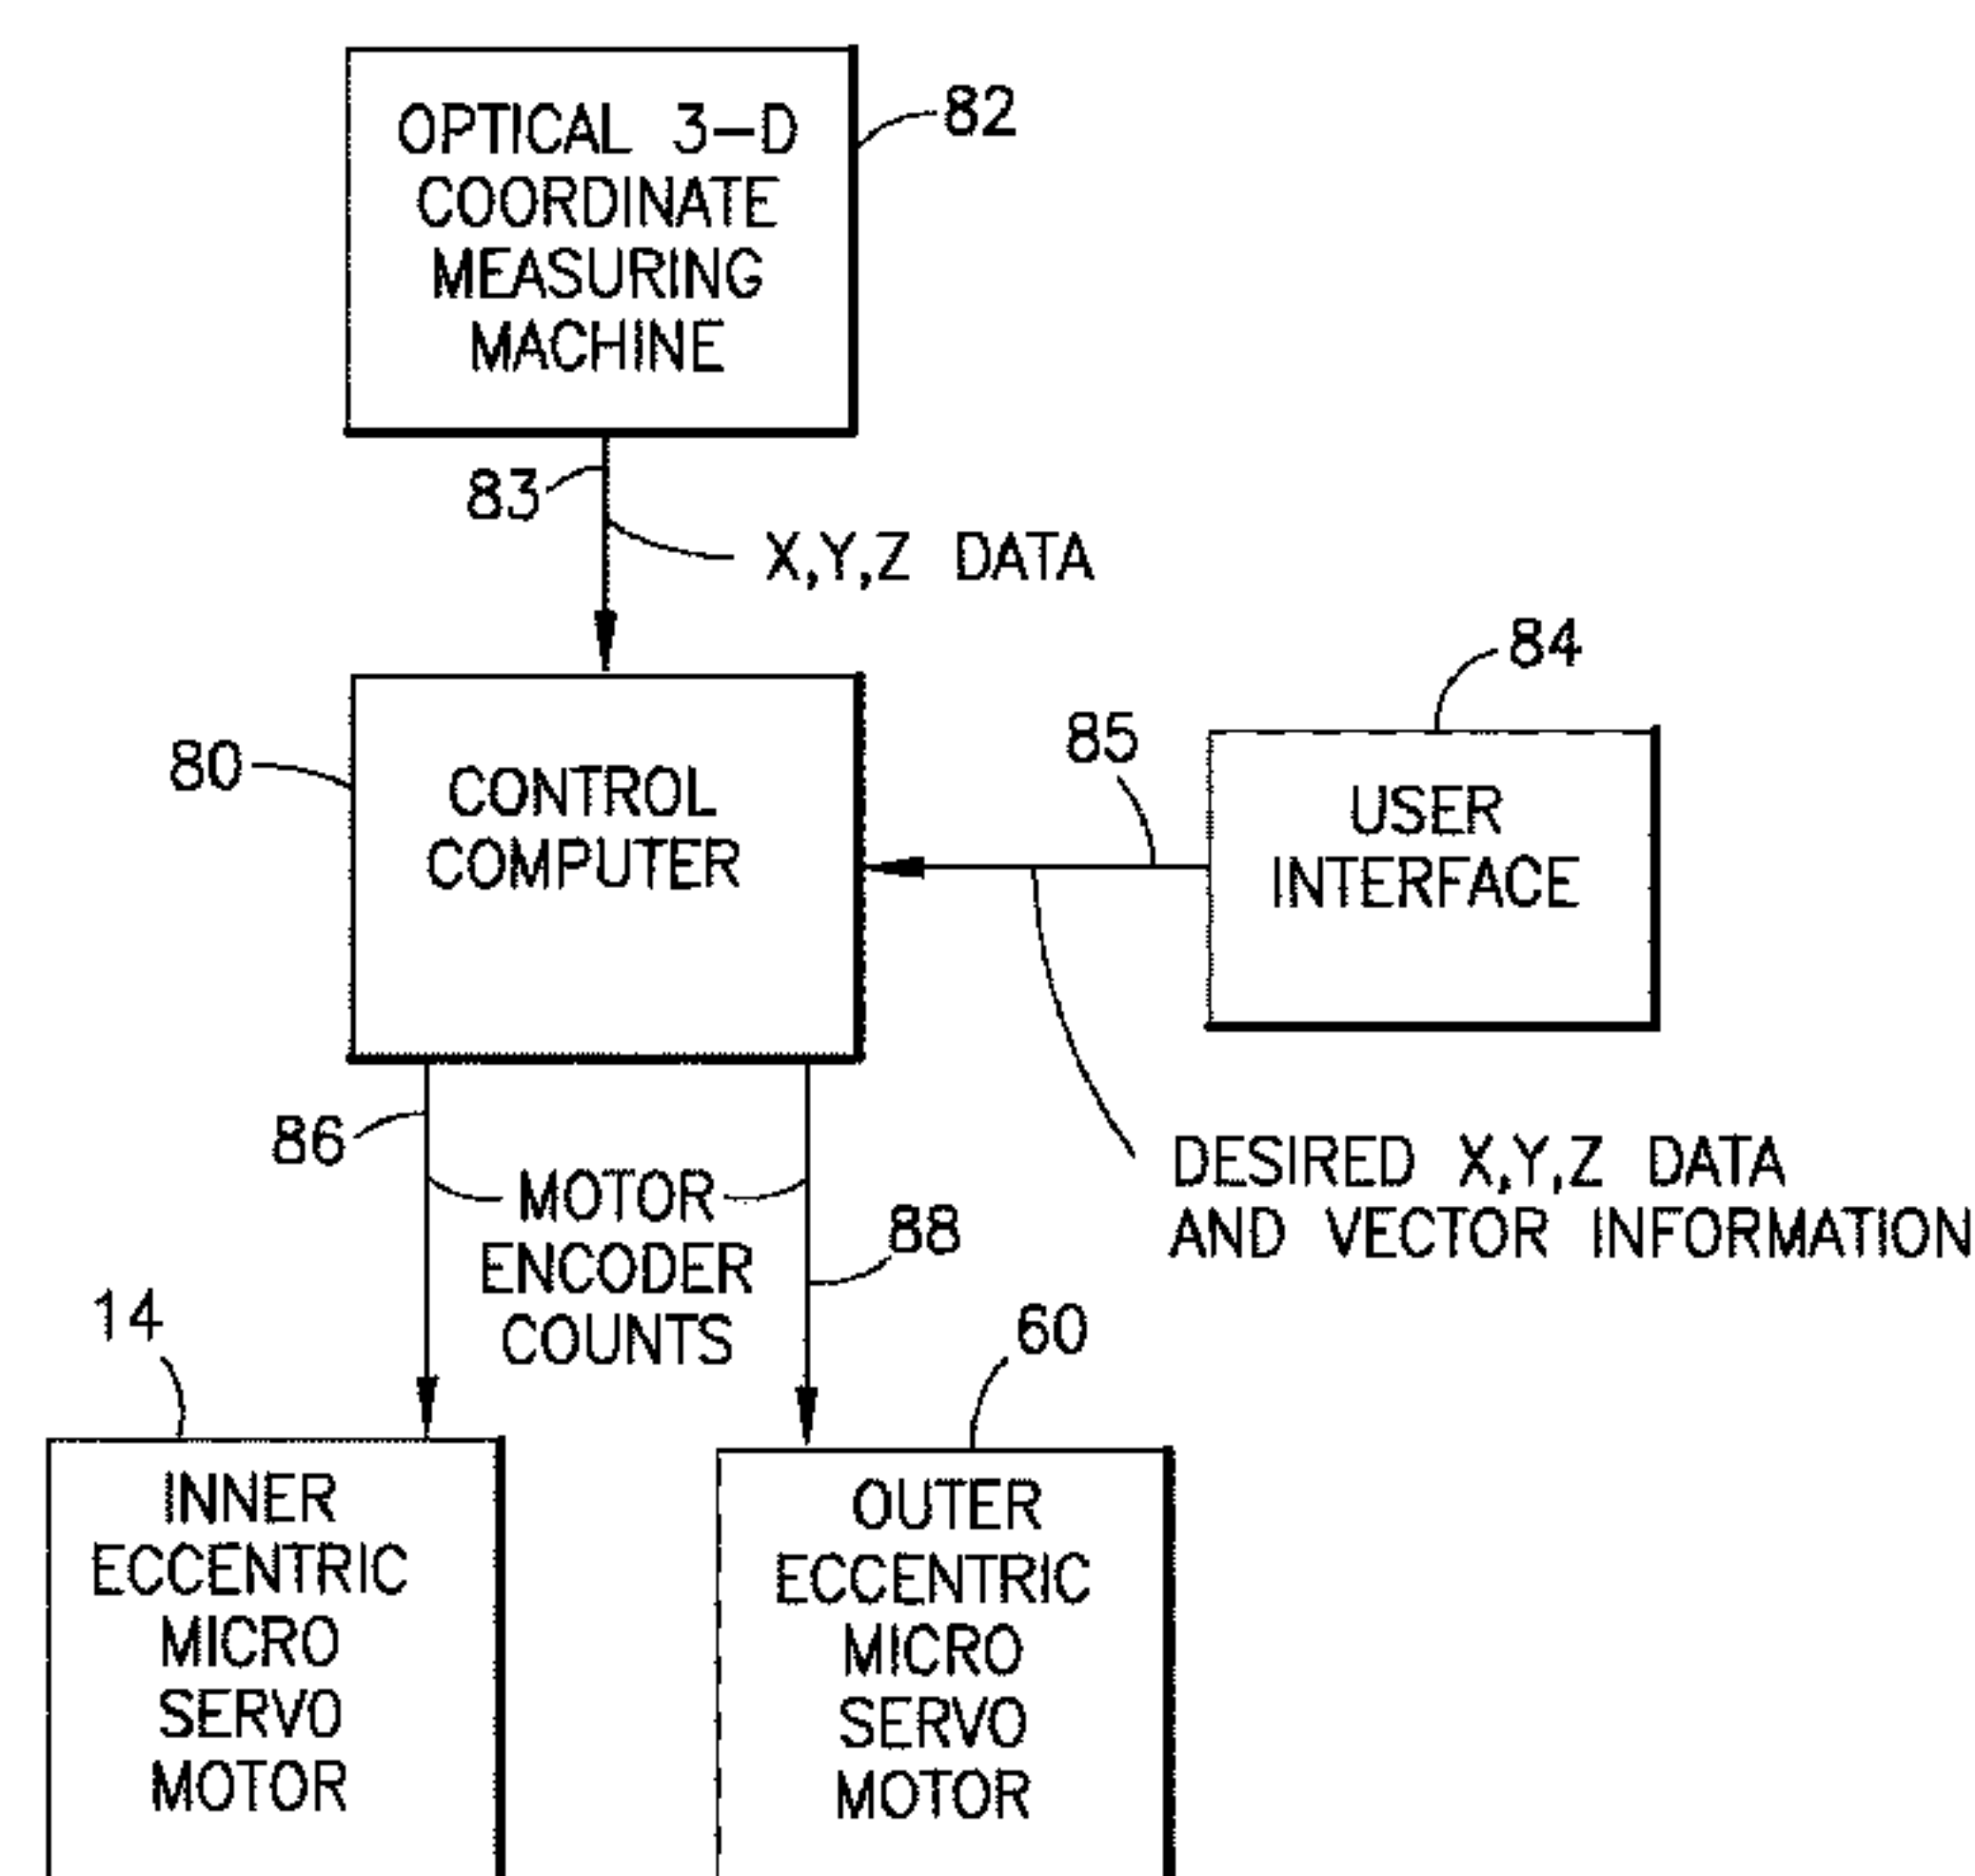 OPTICAL 3-D
COORDINATE
MEASURING
MACHINE
82
83
X,Y,Z DATA
84
85
80
CONTROL
COMPUTER
USER
INTERFACE
86
MOTOR
ENCODER
COUNTS
88
DESIRED X,Y,Z DATA
AND VECTOR INFORMATION
14
60
INNER
ECCENTRIC
MICRO
SERVO
MOTOR
OUTER
ECCENTRIC
MICRO
SERVO
MOTOR